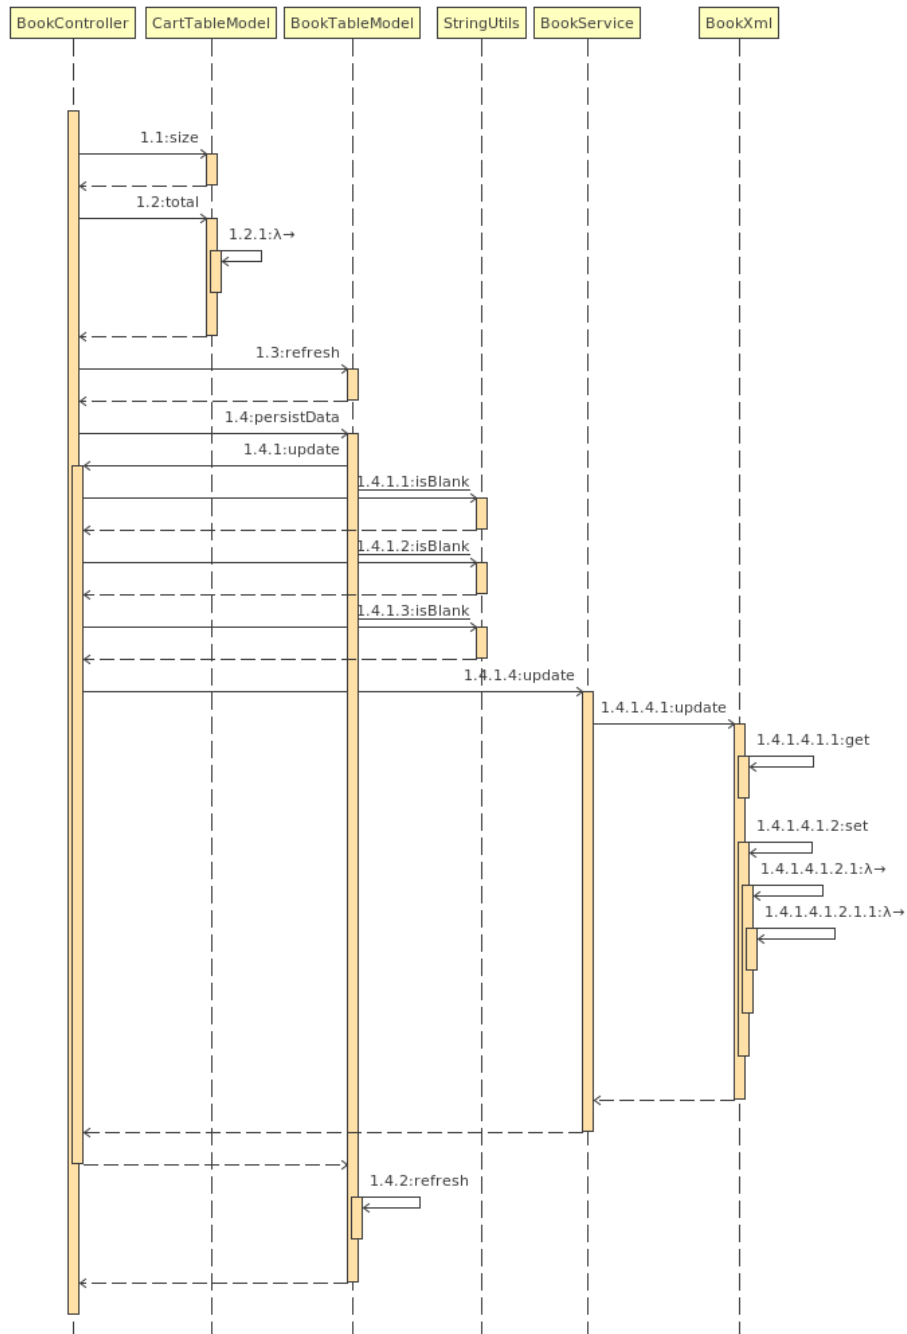 BookController CartTableModel BookTableModel StringUtils BookService BookXml
1.1:size
1.2:total
1.2.1:λ→
1.3:refresh
1.4:persistData
1.4.1:update
1.4.1.1:isBlank
1.4.1.2:isBlank
1.4.1.3:isBlank
1.4.1.4:update
1.4.1.4.1:update
1.4.1.4.1.1:get
1.4.1.4.1.2:set
1.4.1.4.1.2.1:λ→
1.4.1.4.1.2.1.1:λ→
1.4.2:refresh